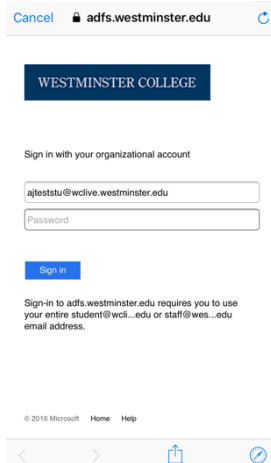 Cancel adfs.westminster.edu
WESTMINSTER COLLEGE
Sign in with your organizational account
ajteststu@wclive.westminster.edu
Password
Sign in
Sign-in to adfs.westminster.edu requires you to use
your entire student@wcli...edu or staff@wes...edu
email address.
© 2016 Microsoft Home Help